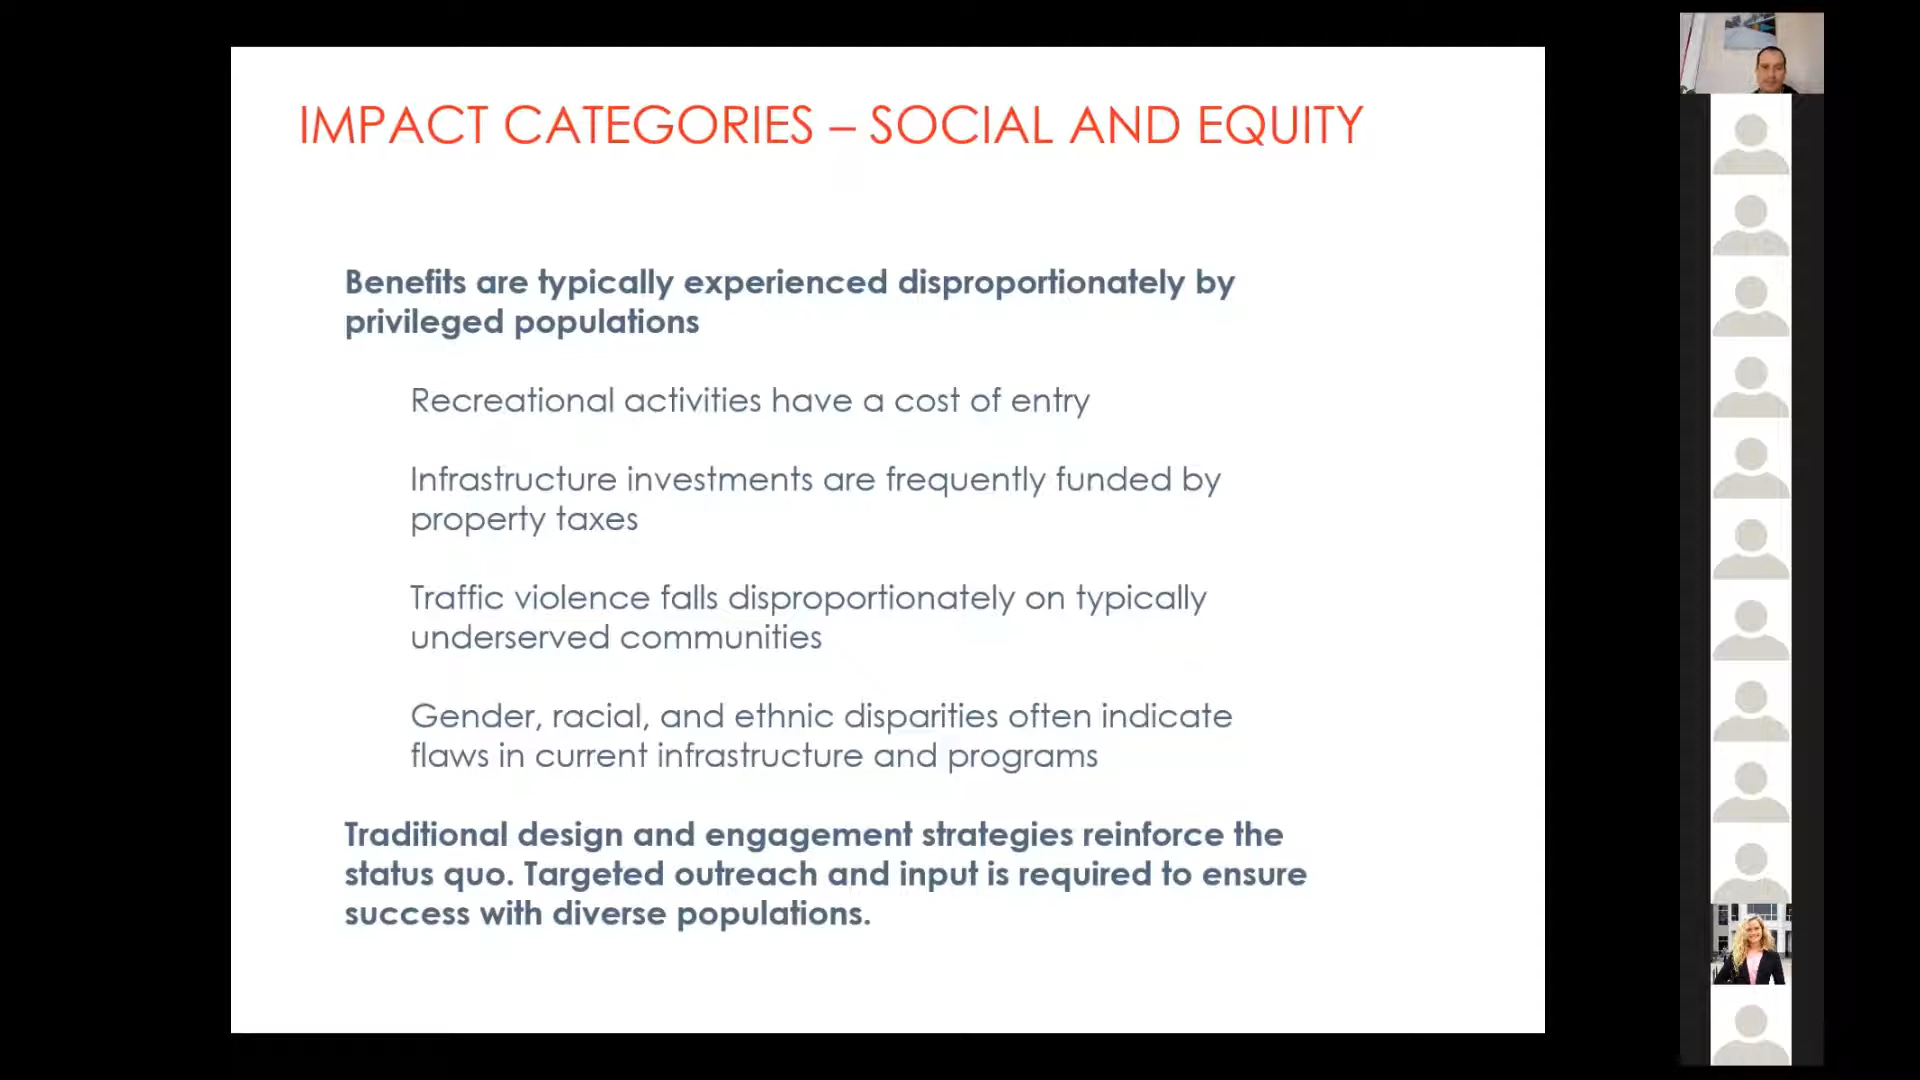 IMPACT CATEGORIES – SOCIAL AND EQUITY
Benefits are typically experienced disproportionately by
privileged populations
Recreational activities have a cost of entry
Infrastructure investments are frequently funded by
property taxes
Traffic violence falls disproportionately on typically
underserved communities
Gender, racial, and ethnic disparities often indicate
flaws in current infrastructure and programs
Traditional design and engagement strategies reinforce the
status quo. Targeted outreach and input is required to ensure
success with diverse populations.